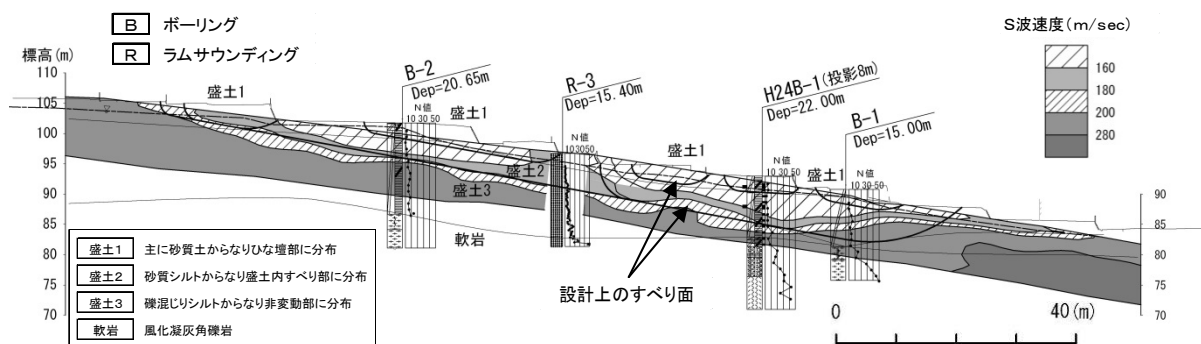 B ボーリング
R ラムサウンディング
標高(m)
110
105
100
95
90
85
80
75
70
盛土1
B-2
Dep=20.65m
N値
10 30 50
盛土1
R-3
Dep=15.40m
N値
10 30 50
盛土2
盛土3
軟岩
盛土1
H24B-1(投影8m)
Dep=22.00m
N値
10 30 50
盛土1
B-1
Dep=15.00m
N値
10 30 50
設計上のすべり面
S波速度(m/sec)
160
180
200
280
90
85
80
75
70
0 40(m)
盛土1 主に砂質土からなりひな壇部に分布
盛土2 砂質シルトからなり盛土内すべり部に分布
盛土3 礫混じりシルトからなり非変動部に分布
軟岩 風化凝灰角礫岩